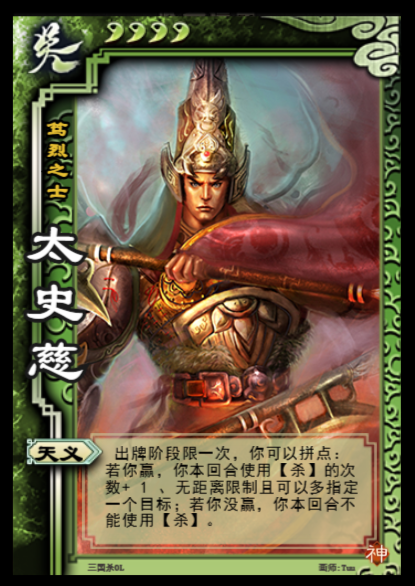 吴
笃烈之士
太史慈
天义
出牌阶段限一次，你可以拼点：
若你赢，你本回合使用【杀】的次
数+1、无距离限制且可以多指定
一个目标；若你没赢，你本回合不
能使用【杀】。
神
三国杀OL
画师:Tuu